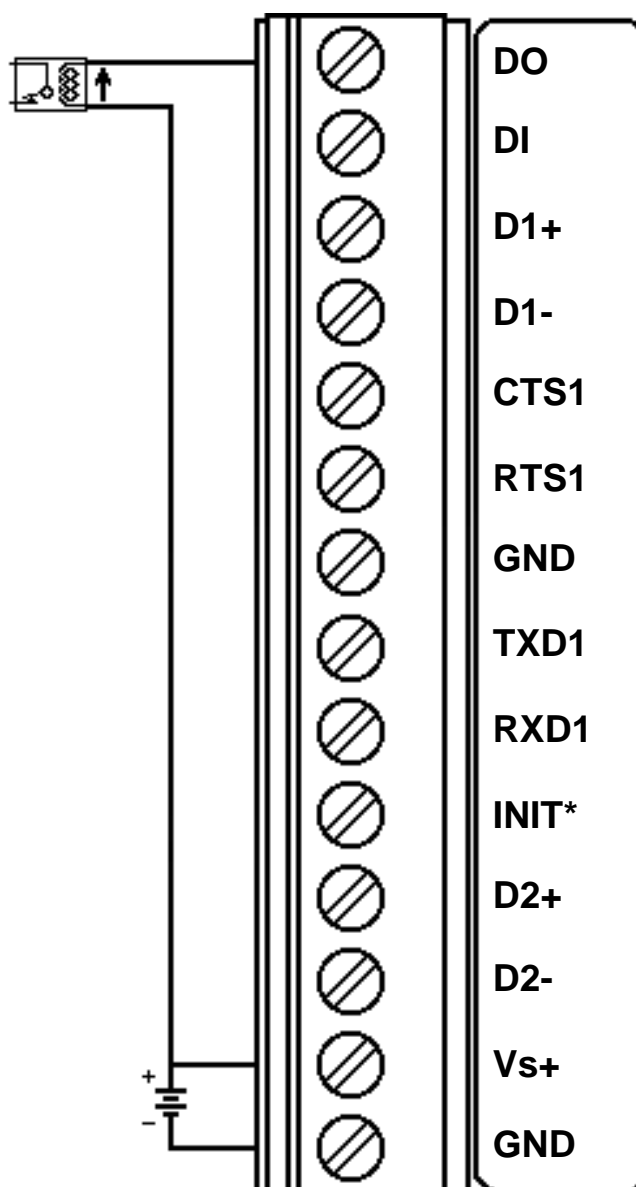 DO
DI
D1+
D1-
CTS1
RTS1
GND
TXD1
RXD1
INIT*
D2+
D2-
Vs+
+
−
GND